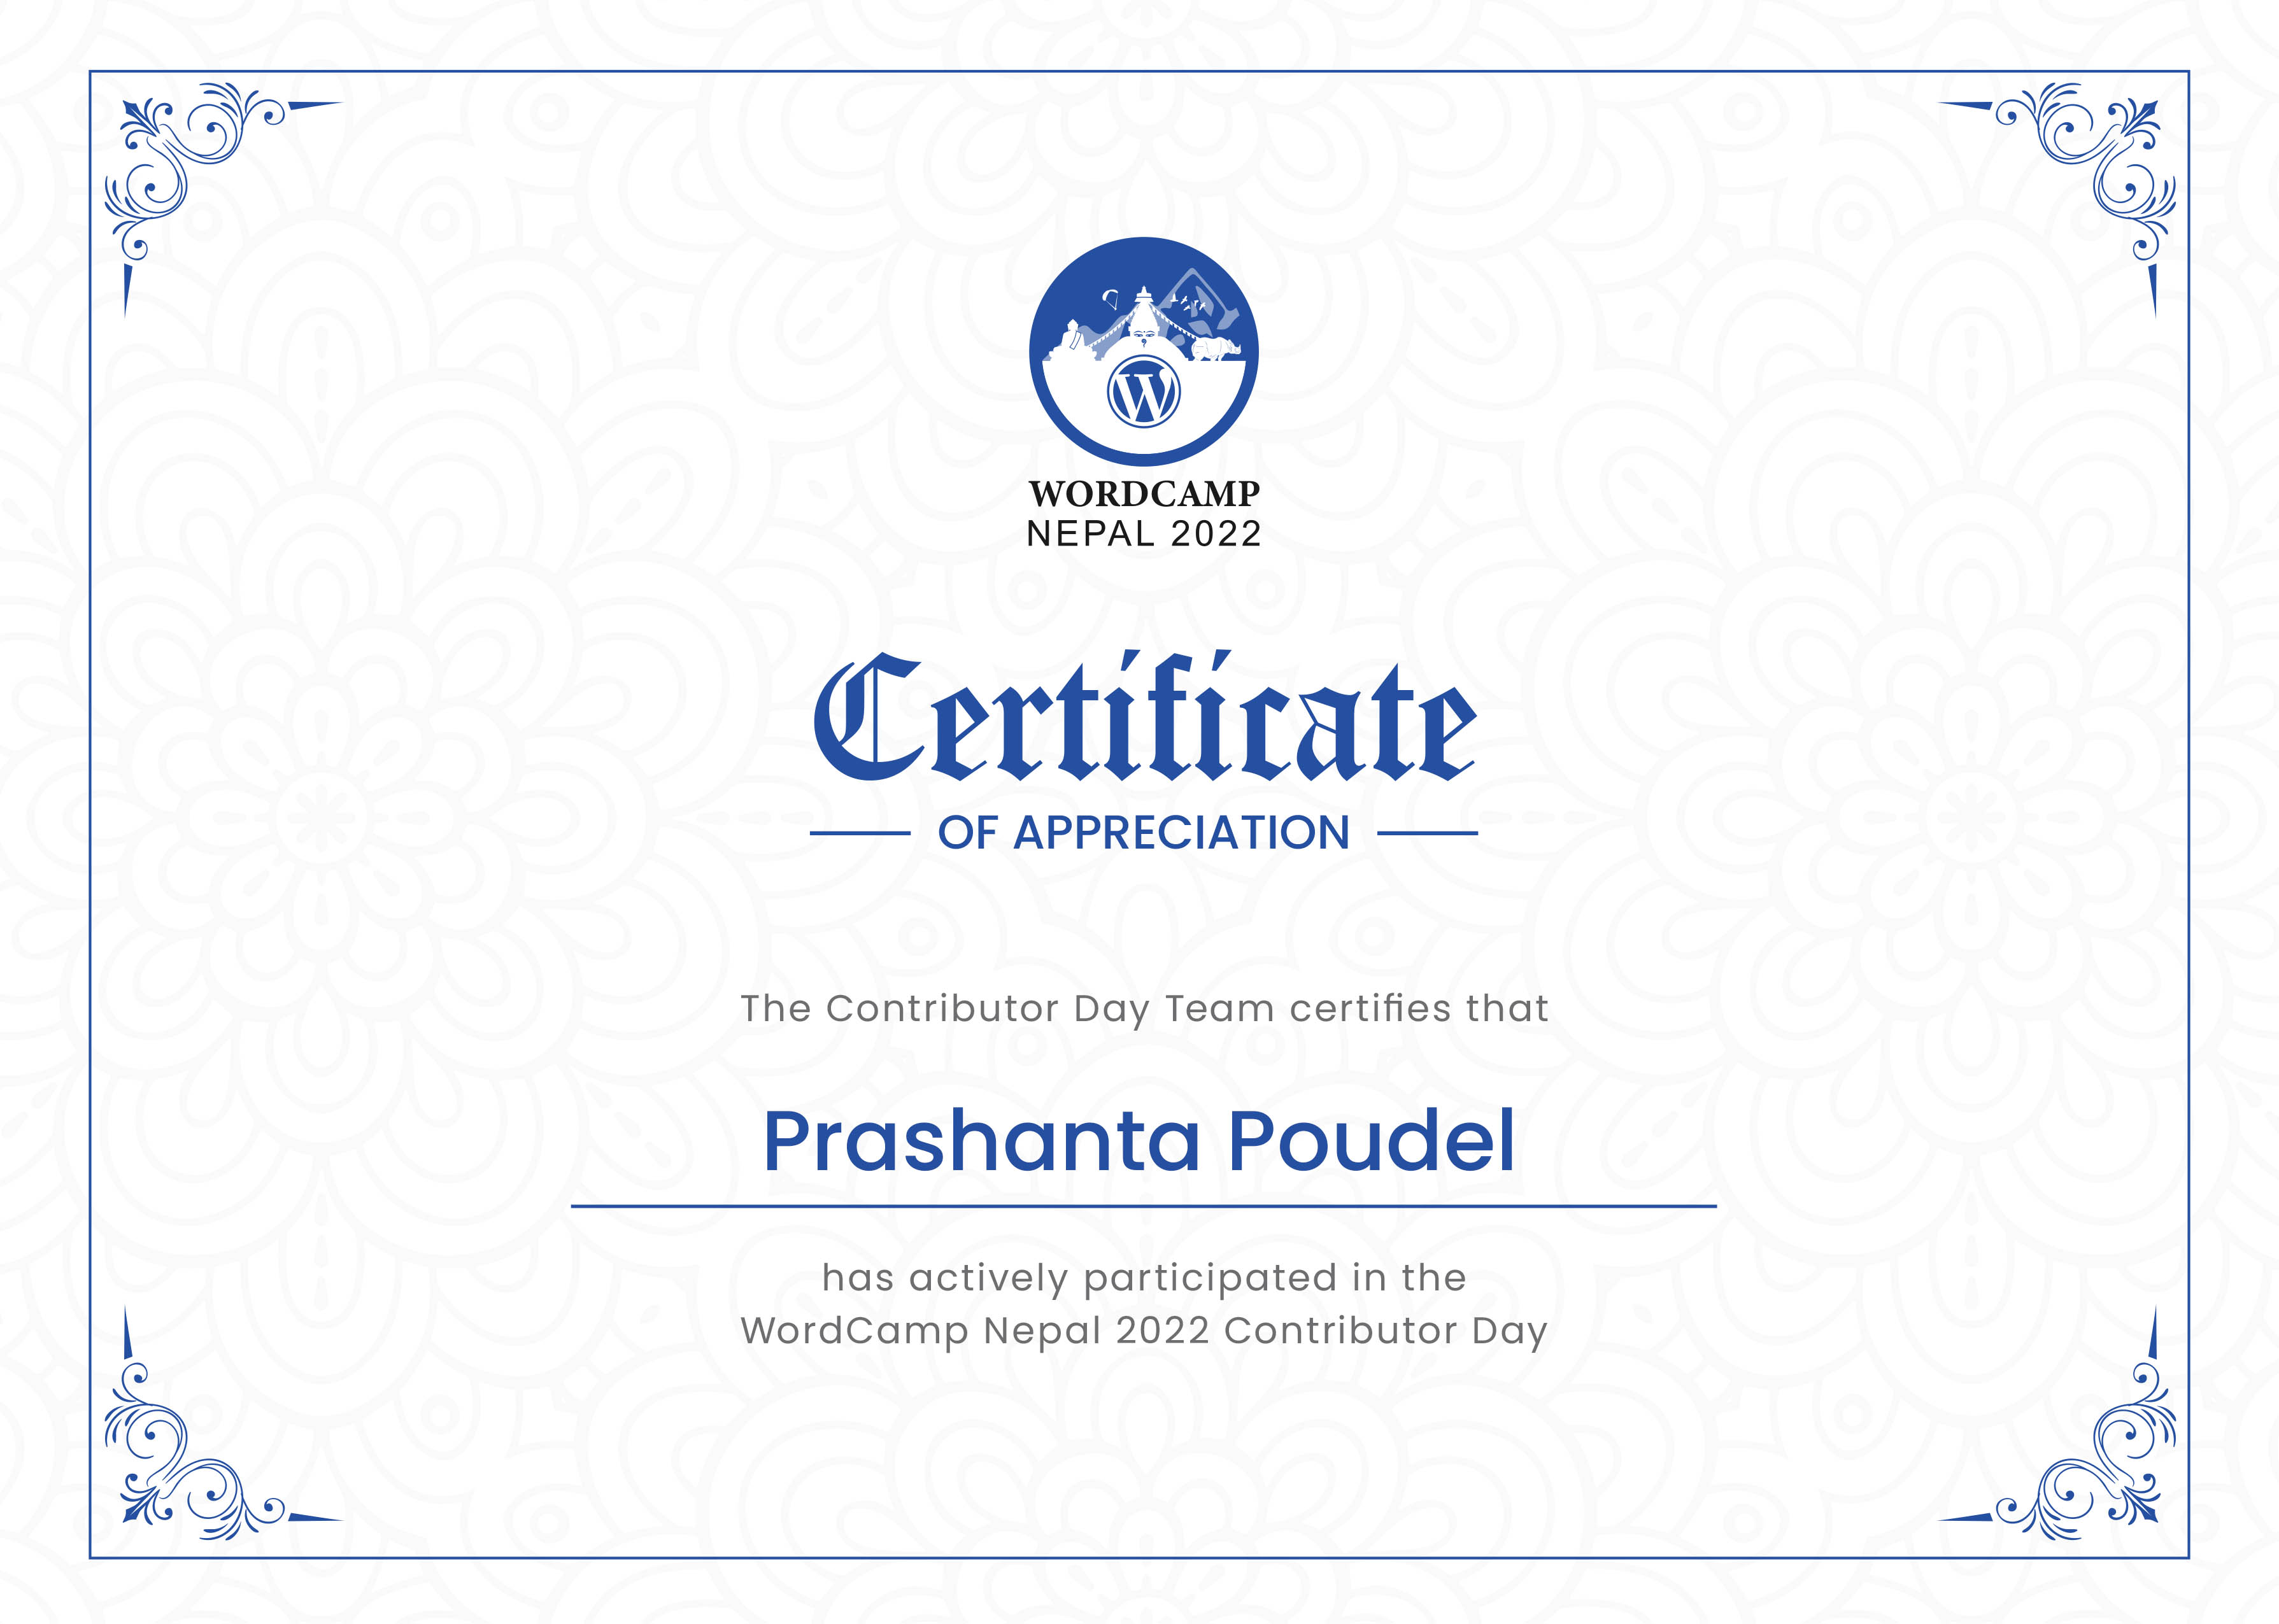 WORDCAMP
NEPAL 2022
Certificate
OF APPRECIATION
The Contributor Day Team certifies that
Prashanta Poudel
has actively participated in the
WordCamp Nepal 2022 Contributor Day